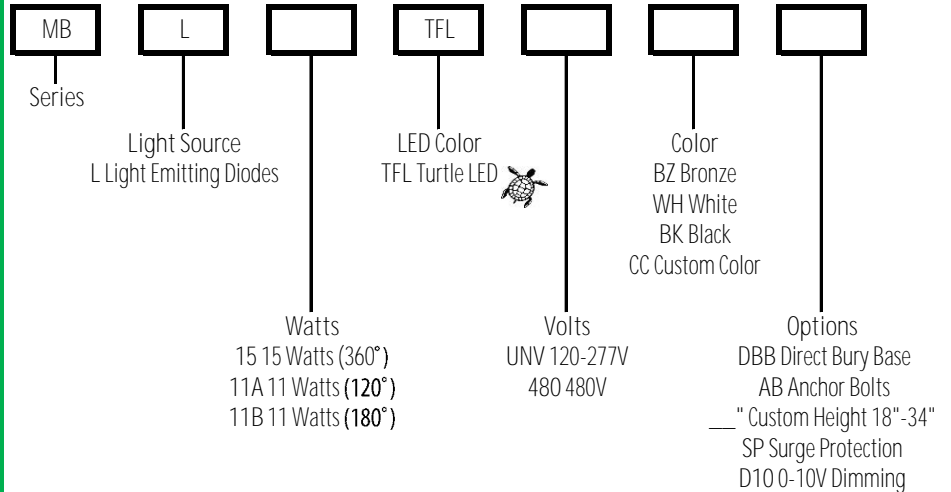 MB L TFL
Series
Light Source
L Light Emitting Diodes
LED Color
TFL Turtle LED
Color
BZ Bronze
WH White
BK Black
CC Custom Color
Watts
15 15 Watts (360°)
11A 11 Watts (120°)
11B 11 Watts (180°)
Volts
UNV 120-277V
480 480V
Options
DBB Direct Bury Base
AB Anchor Bolts
__" Custom Height 18"-34"
SP Surge Protection
D10 0-10V Dimming